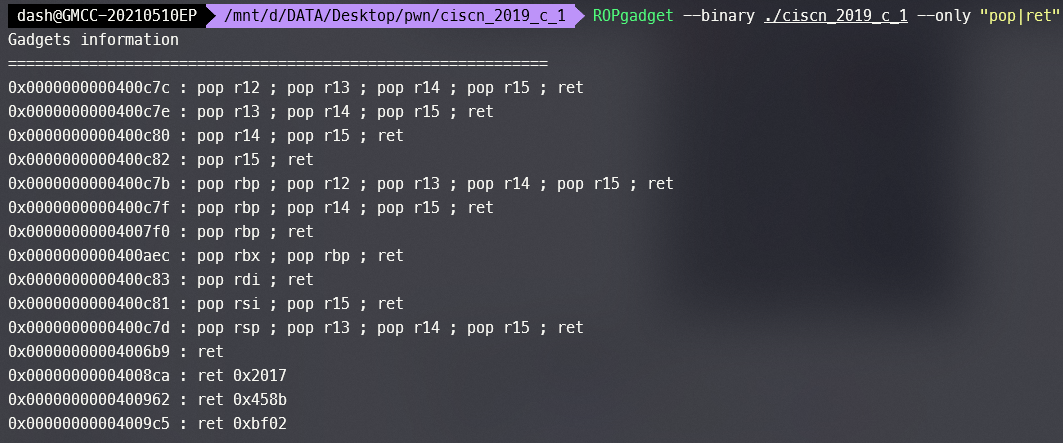 dash@GMCC-20210510EP /mnt/d/DATA/Desktop/pwn/ciscn_2019_c_1 ROPgadget --binary ./ciscn_2019_c_1 --only "pop|ret"
Gadgets information
============================================================
0x0000000000400c7c : pop r12 ; pop r13 ; pop r14 ; pop r15 ; ret
0x0000000000400c7e : pop r13 ; pop r14 ; pop r15 ; ret
0x0000000000400c80 : pop r14 ; pop r15 ; ret
0x0000000000400c82 : pop r15 ; ret
0x0000000000400c7b : pop rbp ; pop r12 ; pop r13 ; pop r14 ; pop r15 ; ret
0x0000000000400c7f : pop rbp ; pop r14 ; pop r15 ; ret
0x00000000004007f0 : pop rbp ; ret
0x0000000000400aec : pop rbx ; pop rbp ; ret
0x0000000000400c83 : pop rdi ; ret
0x0000000000400c81 : pop rsi ; pop r15 ; ret
0x0000000000400c7d : pop rsp ; pop r13 ; pop r14 ; pop r15 ; ret
0x00000000004006b9 : ret
0x00000000004008ca : ret 0x2017
0x0000000000400962 : ret 0x458b
0x00000000004009c5 : ret 0xbf02